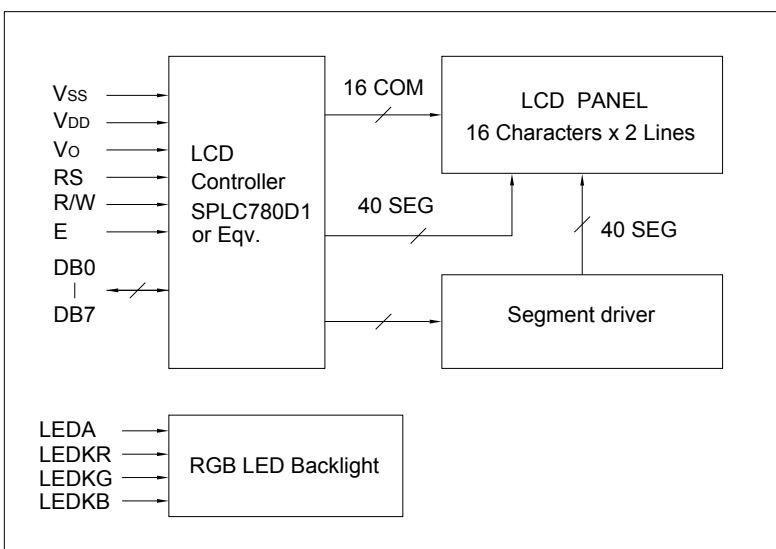 VSS
VDD
VO
RS
R/W
E
DB0
|
DB7
LCD
Controller
SPLC780D1
or Eqv.
16 COM
40 SEG
LCD PANEL
16 Characters x 2 Lines
40 SEG
Segment driver
LEDA
LEDKR
LEDKG
LEDKB
RGB LED Backlight